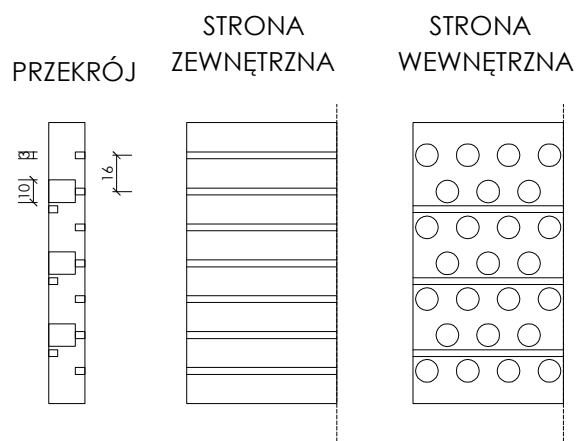 PRZEKRÓJ
STRONA
ZEWNĘTRZNA
STRONA
WEWNĘTRZNA
3
16
10